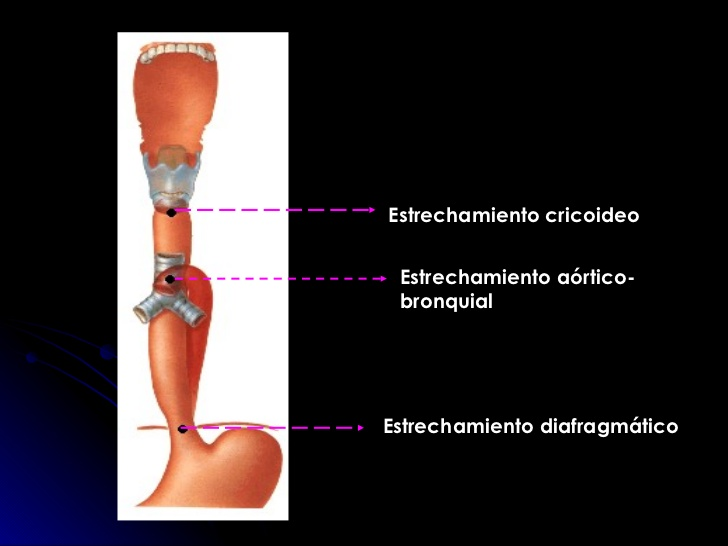 Estrechamiento cricoideo
Estrechamiento aórtico-
bronquial
Estrechamiento diafragmático